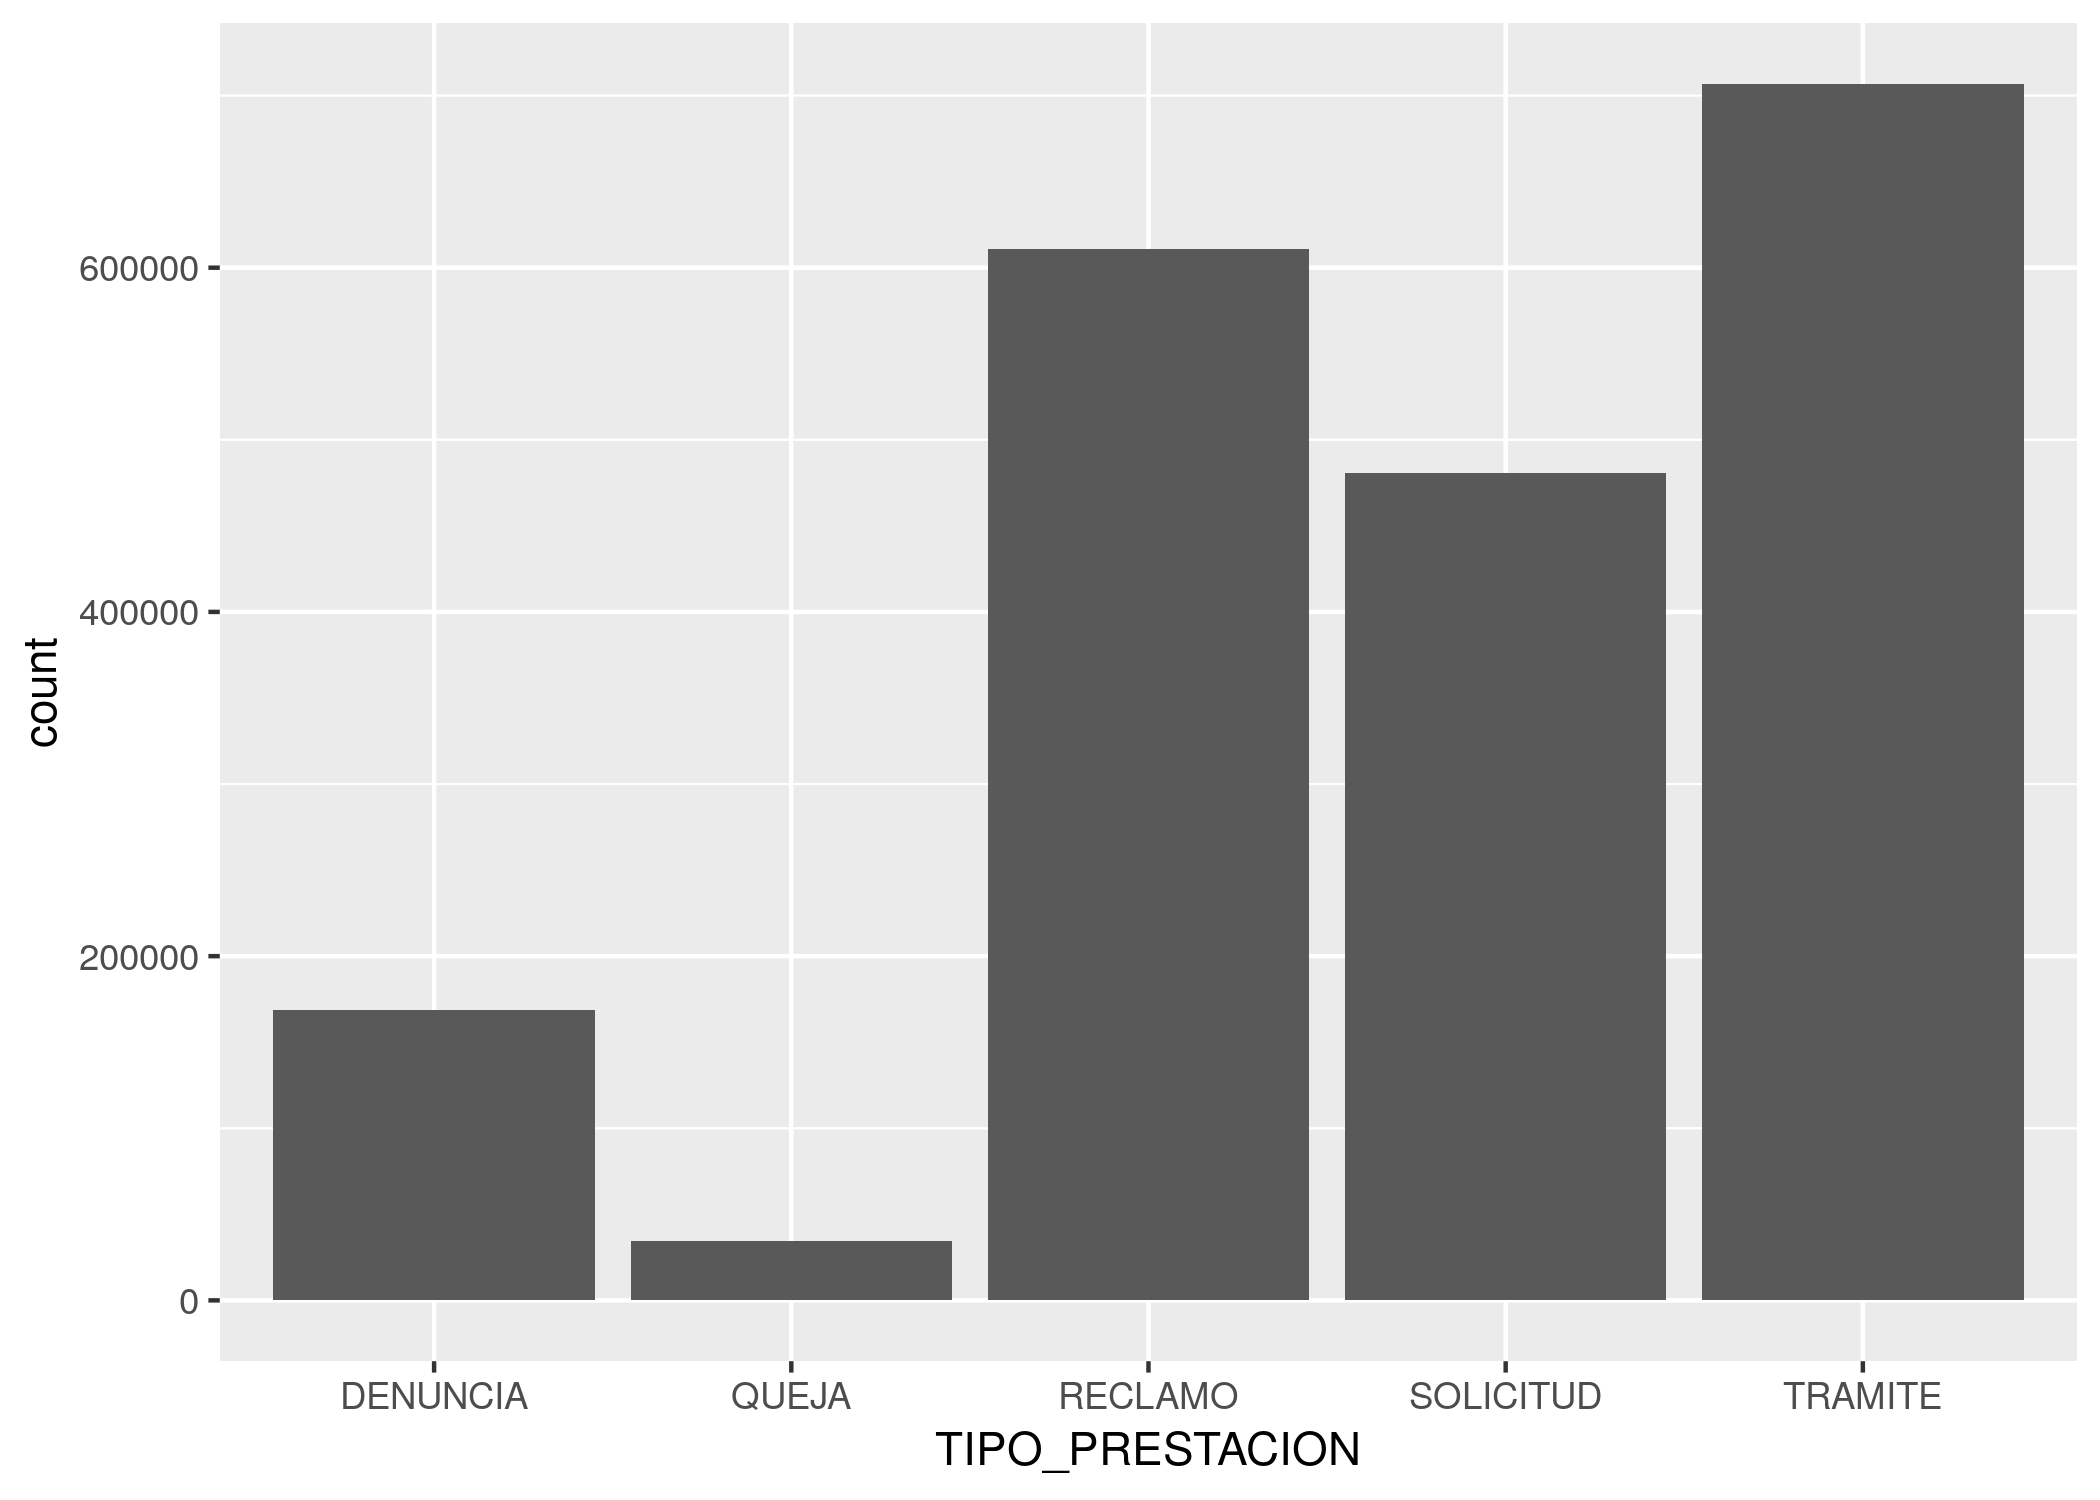 600000
400000
200000
0
count
DENUNCIA QUEJA RECLAMO SOLICITUD TRAMITE
TIPO_PRESTACION